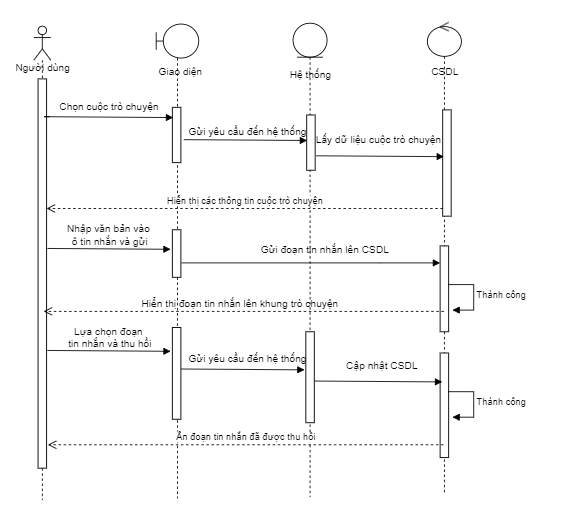 Người dùng
Giao diện
Hệ thống
CSDL
Chọn cuộc trò chuyện
Gửi yêu cầu đến hệ thống
Lấy dữ liệu cuộc trò chuyện
Hiển thị các thông tin cuộc trò chuyện
Nhập văn bản vào
ô tin nhắn và gửi
Gửi đoạn tin nhắn lên CSDL
Thành công
Hiển thị đoạn tin nhắn lên khung trò chuyện
Lựa chọn đoạn
tin nhắn và thu hồi
Gửi yêu cầu đến hệ thống
Cập nhật CSDL
Thành công
Ẩn đoạn tin nhắn đã được thu hồi